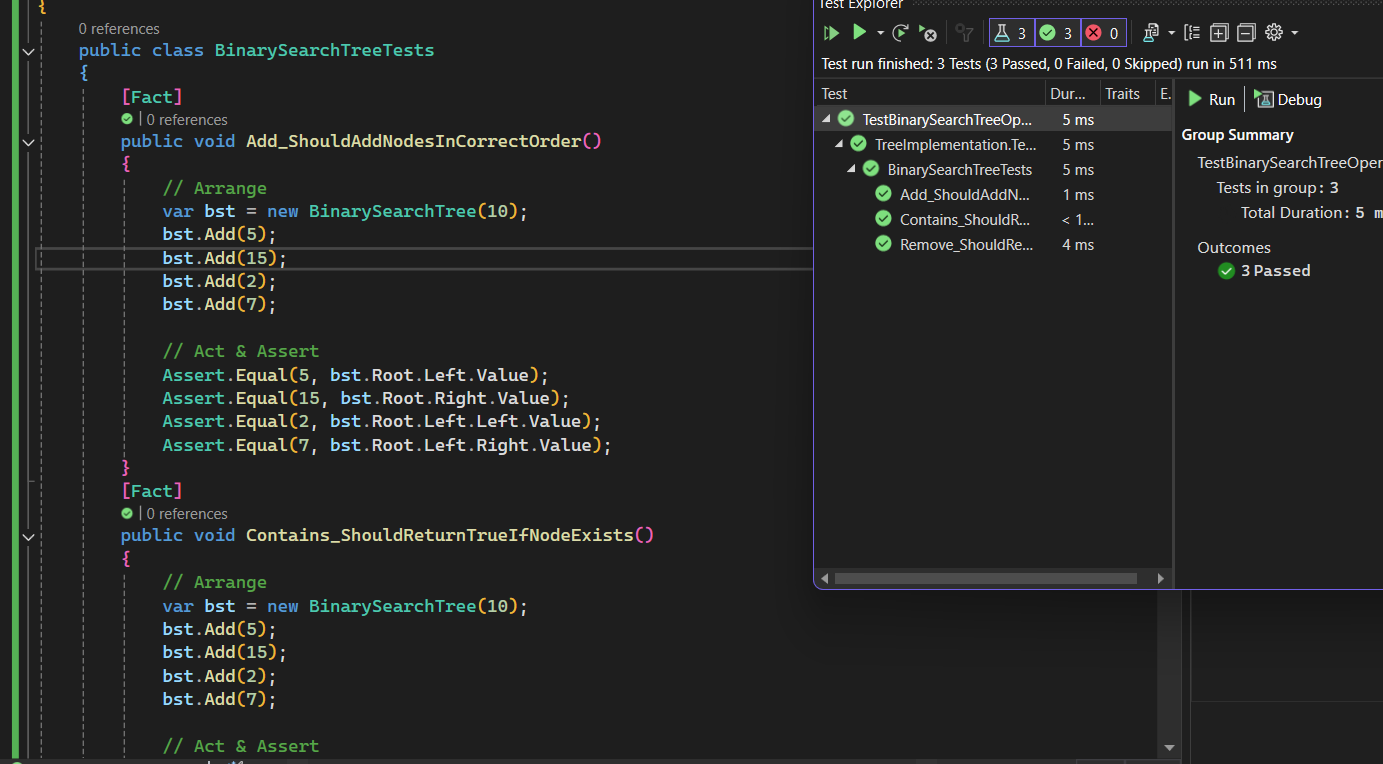 {
0 references
public class BinarySearchTreeTests
{
[Fact]
| 0 references
public void Add_ShouldAddNodesInCorrectOrder()
{
// Arrange
var bst = new BinarySearchTree(10);
bst.Add(5);
bst.Add(15);
bst.Add(2);
bst.Add(7);
// Act & Assert
Assert.Equal(5, bst.Root.Left.Value);
Assert.Equal(15, bst.Root.Right.Value);
Assert.Equal(2, bst.Root.Left.Left.Value);
Assert.Equal(7, bst.Root.Left.Right.Value);
}
[Fact]
| 0 references
public void Contains_ShouldReturnTrueIfNodeExists()
{
// Arrange
var bst = new BinarySearchTree(10);
bst.Add(5);
bst.Add(15);
bst.Add(2);
bst.Add(7);
// Act & Assert
Test Explorer
3 3 0
Test run finished: 3 Tests (3 Passed, 0 Failed, 0 Skipped) run in 511 ms
Test Dur... Traits E.
TestBinarySearchTreeOp... 5 ms
TreeImplementation.Te... 5 ms
BinarySearchTreeTests 5 ms
Add_ShouldAddN... 1 ms
Contains_ShouldR... < 1...
Remove_ShouldRe... 4 ms
Run | Debug
Group Summary
TestBinarySearchTreeOper
Tests in group: 3
Total Duration: 5 m
Outcomes
3 Passed